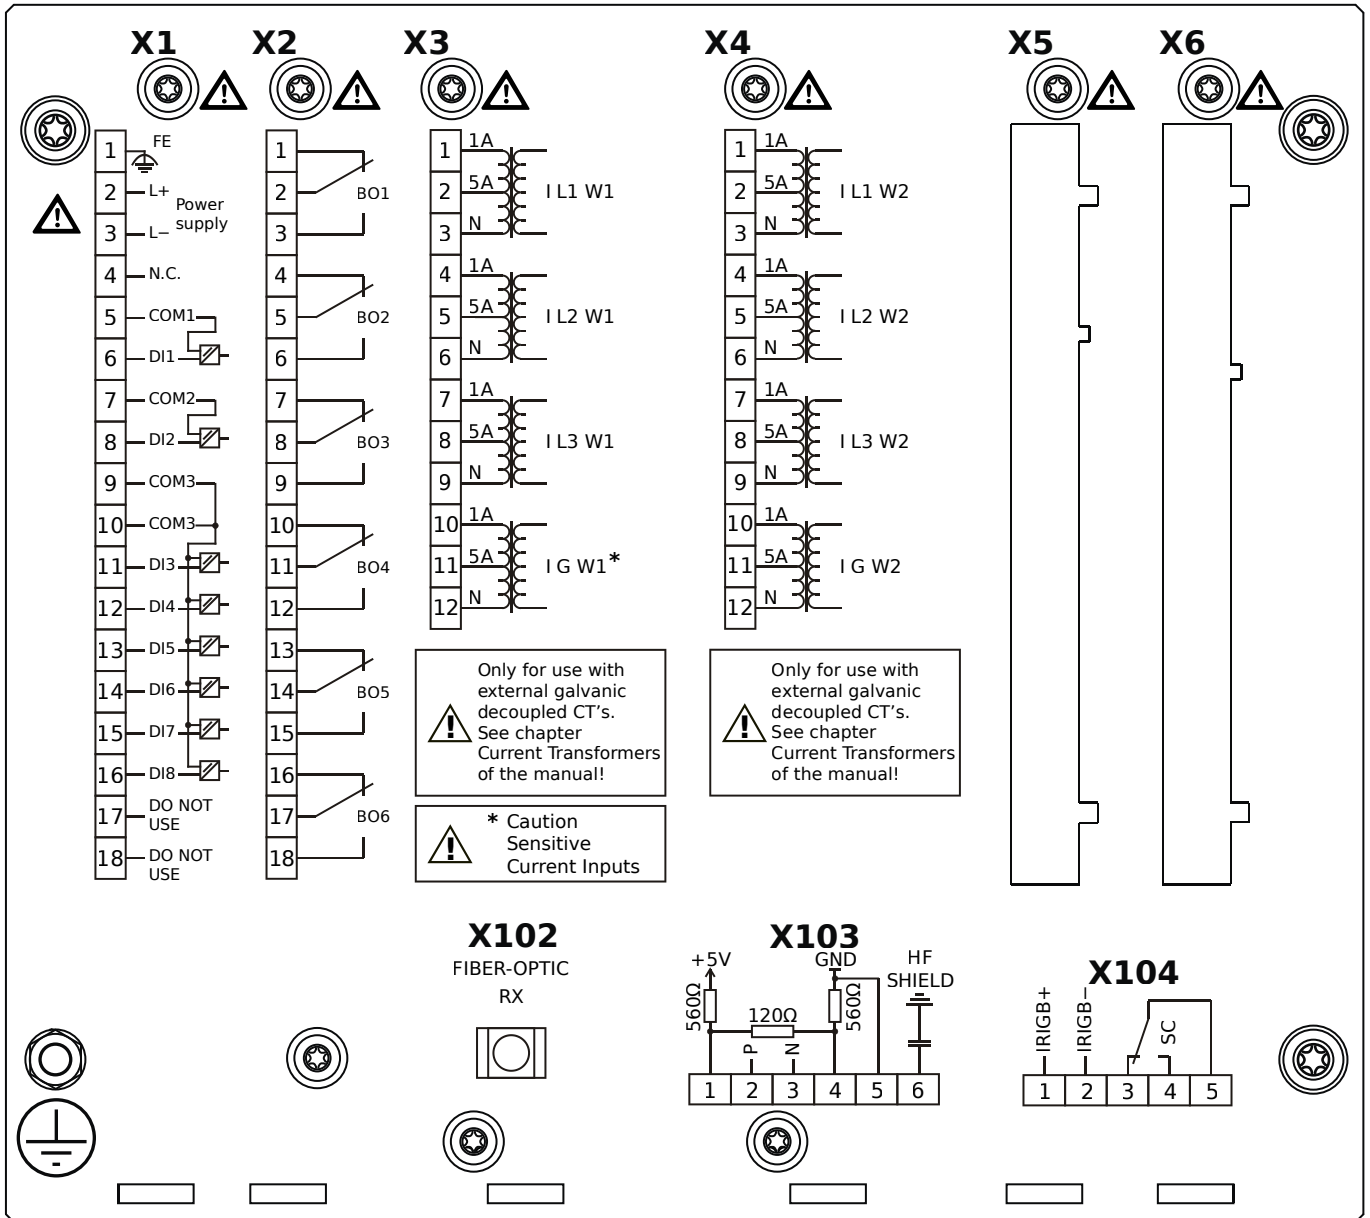 X1
X2
X3
X4
X5
X6
1
FE
2
L+
Power
supply
3
L−
4
N.C.
5
COM1
6
DI1
7
COM2
8
DI2
9
COM3
10
COM3
11
DI3
12
DI4
13
DI5
14
DI6
15
DI7
16
DI8
17
DO NOT
USE
18
DO NOT
USE
1
2
BO1
3
4
5
BO2
6
7
8
BO3
9
10
11
BO4
12
13
14
BO5
15
16
17
BO6
18
1
1A
2
5A
I L1 W1
3
N
4
1A
5
5A
I L2 W1
6
N
7
1A
8
5A
I L3 W1
9
N
10
1A
11
5A
I G W1*
12
N
Only for use with
external galvanic
decoupled CT's.
See chapter
Current Transformers
of the manual!
* Caution
Sensitive
Current Inputs
1
1A
2
5A
I L1 W2
3
N
4
1A
5
5A
I L2 W2
6
N
7
1A
8
5A
I L3 W2
9
N
10
1A
11
5A
I G W2
12
N
Only for use with
external galvanic
decoupled CT's.
See chapter
Current Transformers
of the manual!
X102
FIBER-OPTIC
RX
X103
+5V
GND
HF
SHIELD
560Ω
120Ω
560Ω
P
N
1 2 3 4 5 6
X104
IRIGB+
IRIGB−
SC
1 2 3 4 5